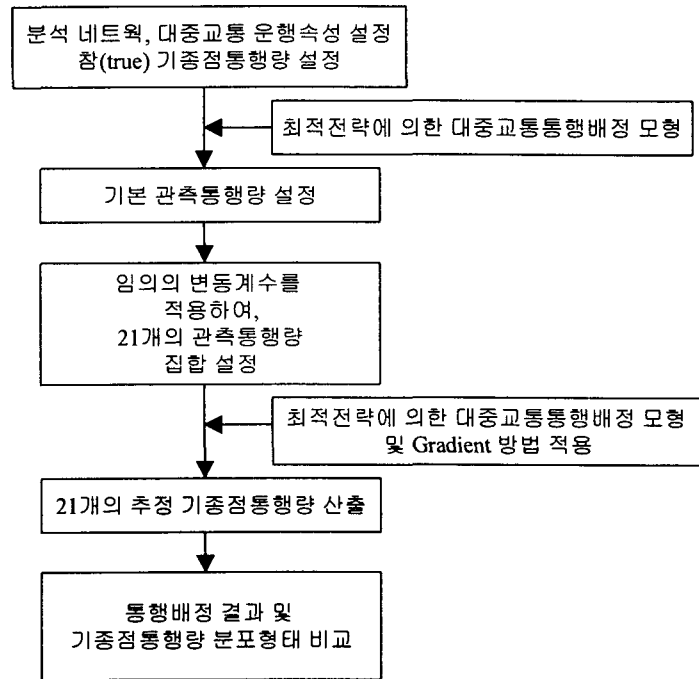 분석 네트웍, 대중교통 운행속성 설정
참(true) 기종점통행량 설정
최적전략에 의한 대중교통통행배정 모형
기본 관측통행량 설정
임의의 변동계수를
적용하여,
21개의 관측통행량
집합 설정
최적전략에 의한 대중교통통행배정 모형
및 Gradient 방법 적용
21개의 추정 기종점통행량 산출
통행배정 결과 및
기종점통행량 분포형태 비교